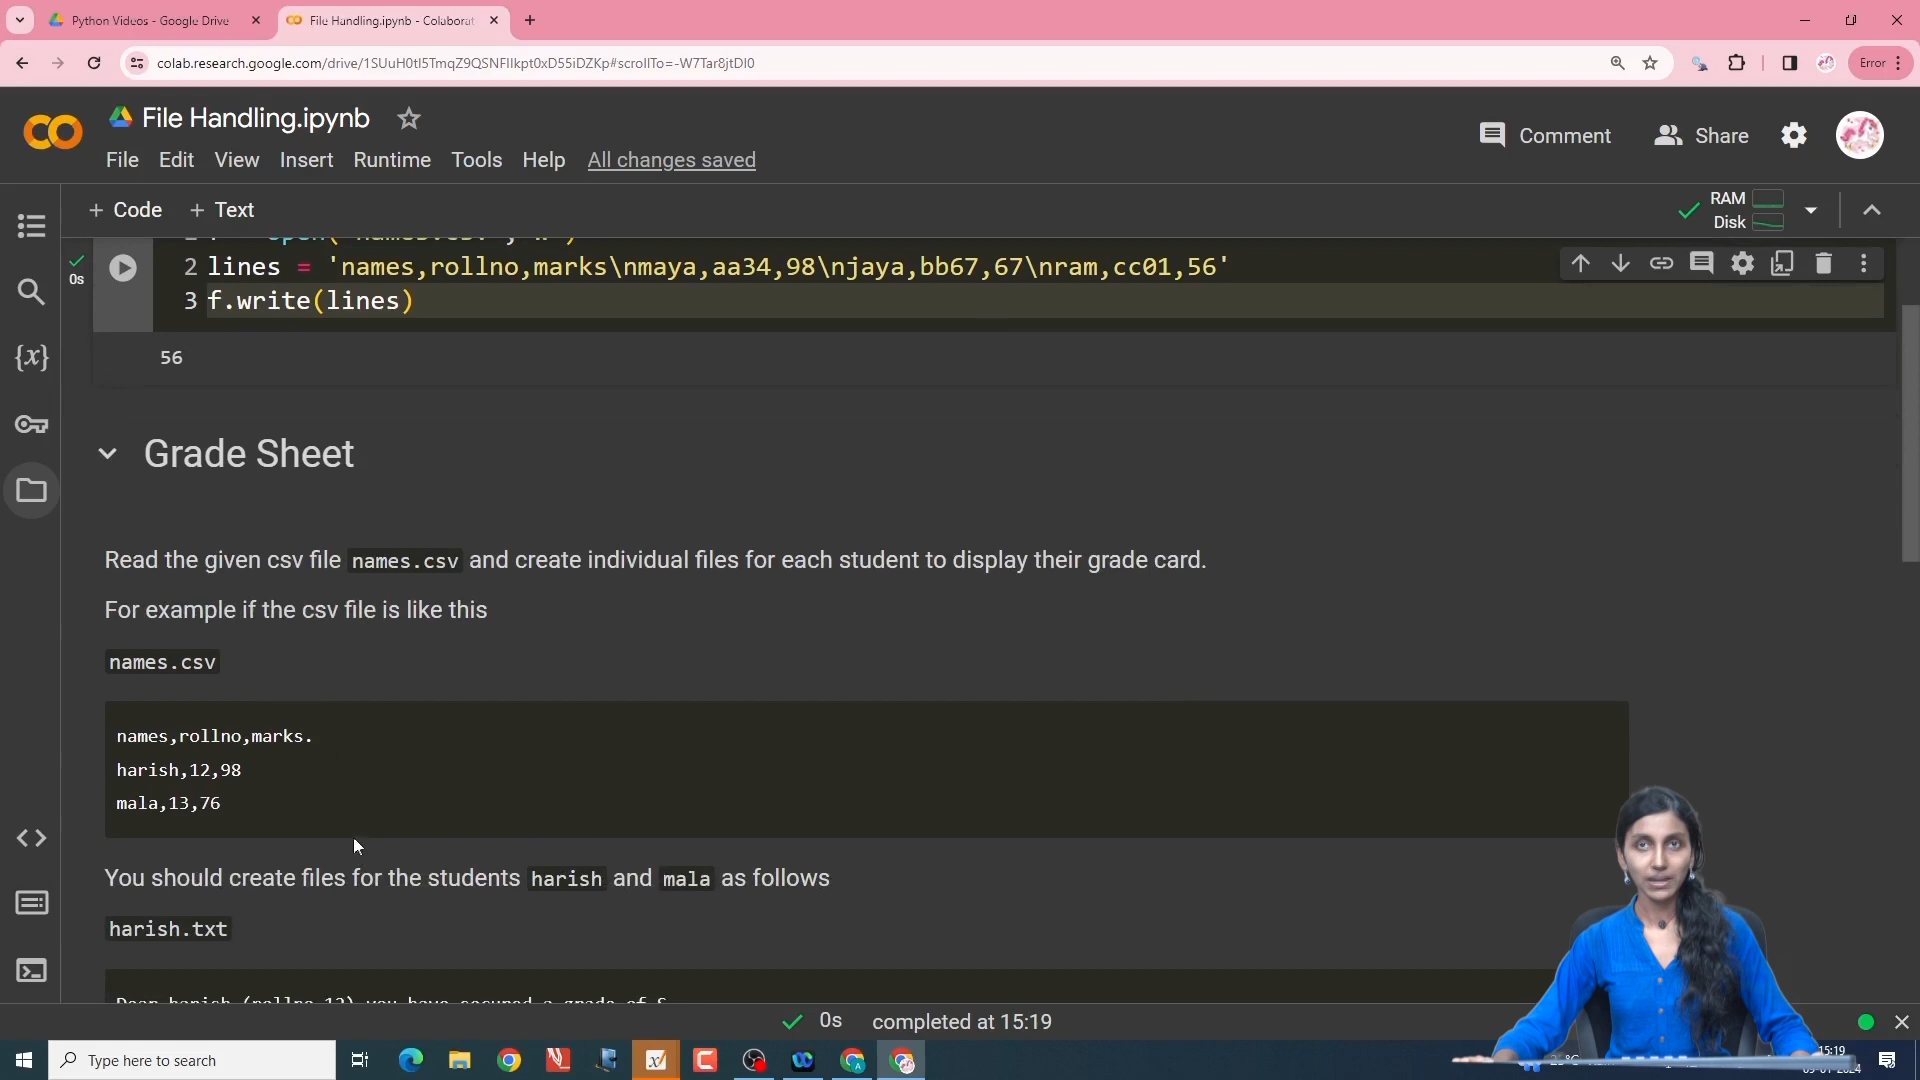 Python Videos - Google Drive
File Handling.ipynb - Colaborat
colab.research.google.com/drive/1SUuH0tI5TmqZ9QSNFIIkpt0xD55iDZKp#scrollTo=-W7Tar8jtDI0
Error
File Handling.ipynb
Comment
Share
File Edit View Insert Runtime Tools Help All changes saved
+ Code + Text
RAM
Disk
0s
2 lines = 'names,rollno,marks\nmaya,aa34,98\njaya,bb67,67\nram,cc01,56'
3 f.write(lines)
56
Grade Sheet
Read the given csv file names.csv and create individual files for each student to display their grade card.
For example if the csv file is like this
names.csv
names,rollno,marks.
harish,12,98
mala,13,76
You should create files for the students harish and mala as follows
harish.txt
0s completed at 15:19
Type here to search
15:19